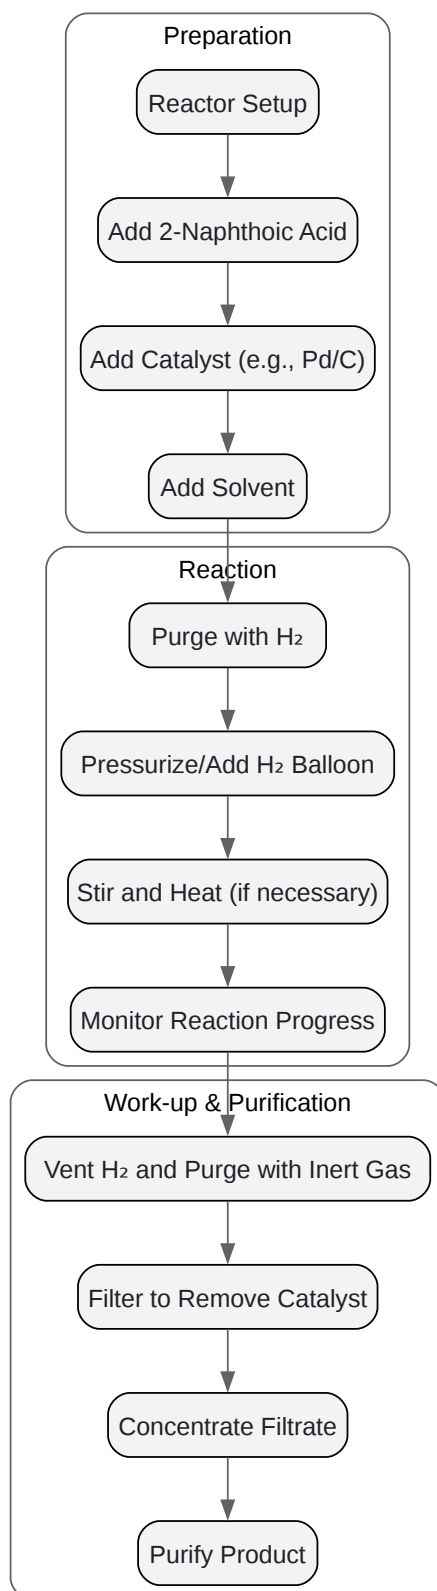 Preparation
Reactor Setup
Add 2-Naphthoic Acid
Add Catalyst (e.g., Pd/C)
Add Solvent
Reaction
Purge with H₂
Pressurize/Add H₂ Balloon
Stir and Heat (if necessary)
Monitor Reaction Progress
Work-up & Purification
Vent H₂ and Purge with Inert Gas
Filter to Remove Catalyst
Concentrate Filtrate
Purify Product